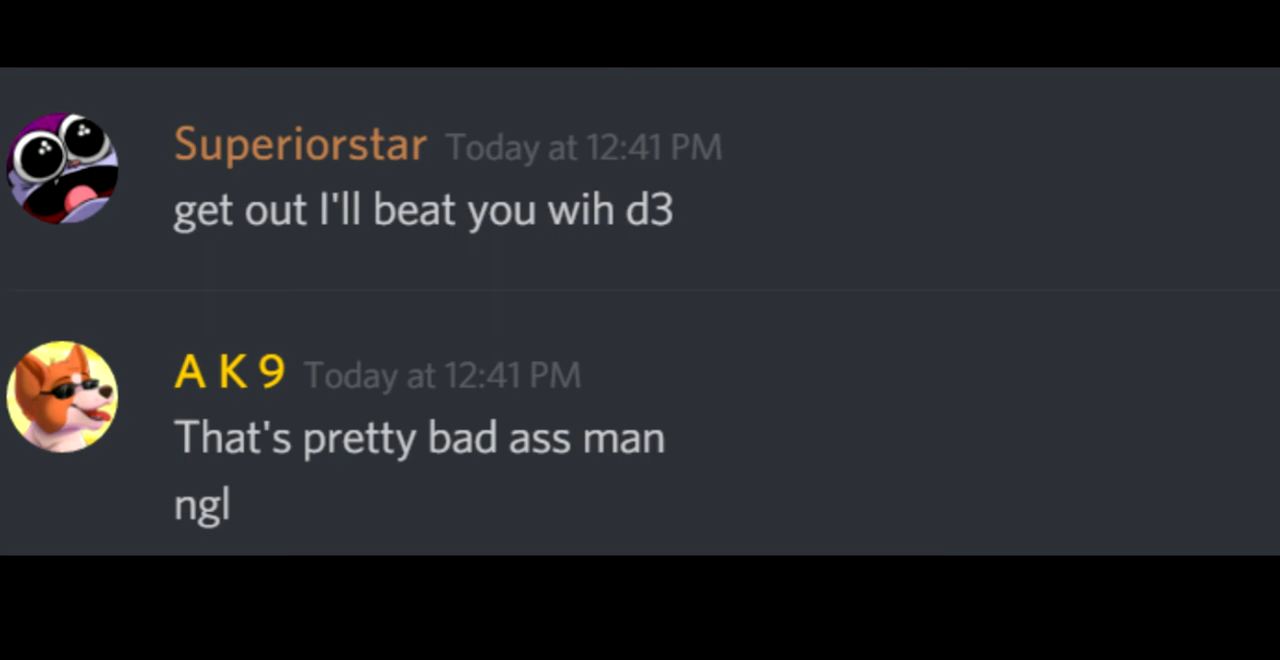 Superiorstar Today at 12:41 PM
get out I'll beat you wih d3
A K 9 Today at 12:41 PM
That's pretty bad ass man
ngl